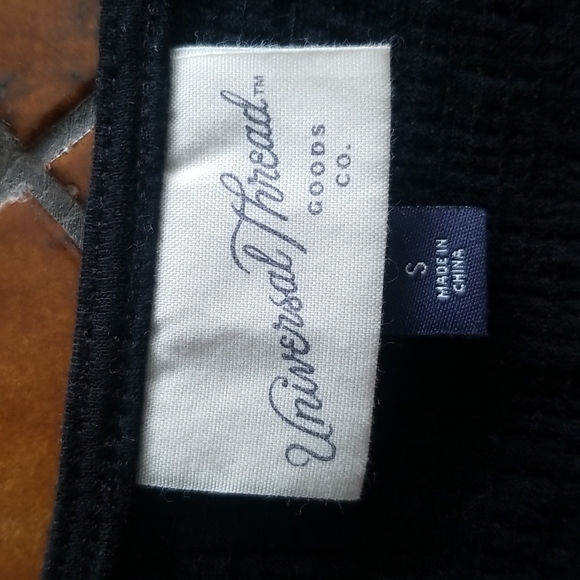 Universal Thread™
GOODS
CO.
S
MADE IN
CHINA